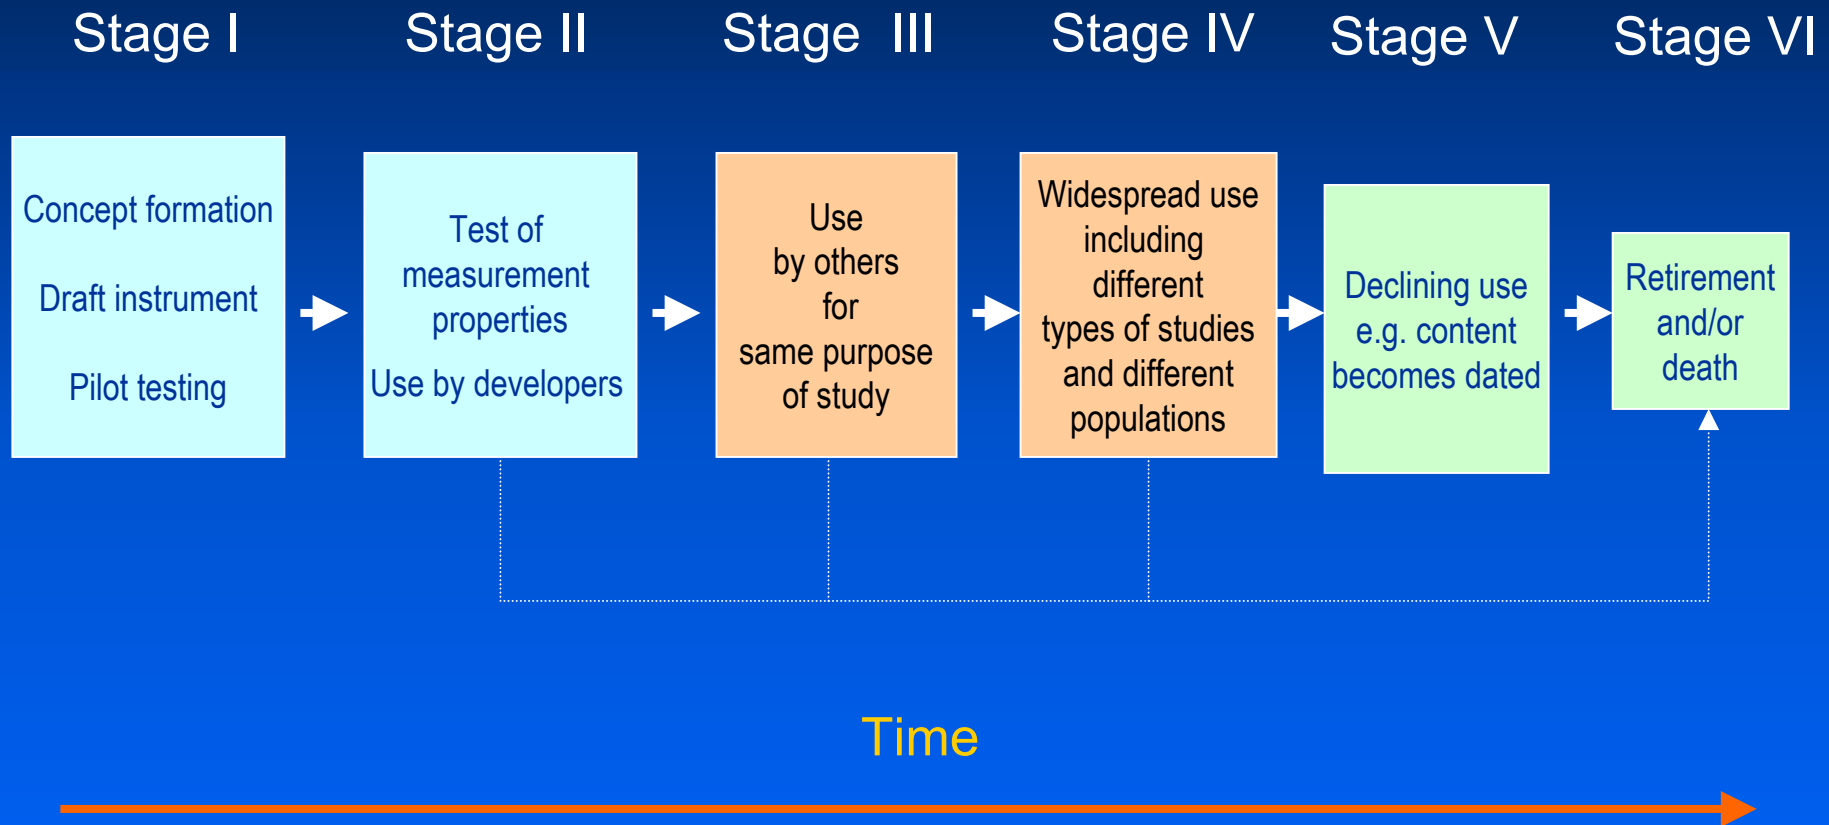 Stage I
Stage II
Stage III
Stage IV
Stage V
Stage VI
Concept formation
Draft instrument
Pilot testing
Test of
measurement
properties
Use by developers
Use
by others
for
same purpose
of study
Widespread use
including
different
types of studies
and different
populations
Declining use
e.g. content
becomes dated
Retirement
and/or
death
Time